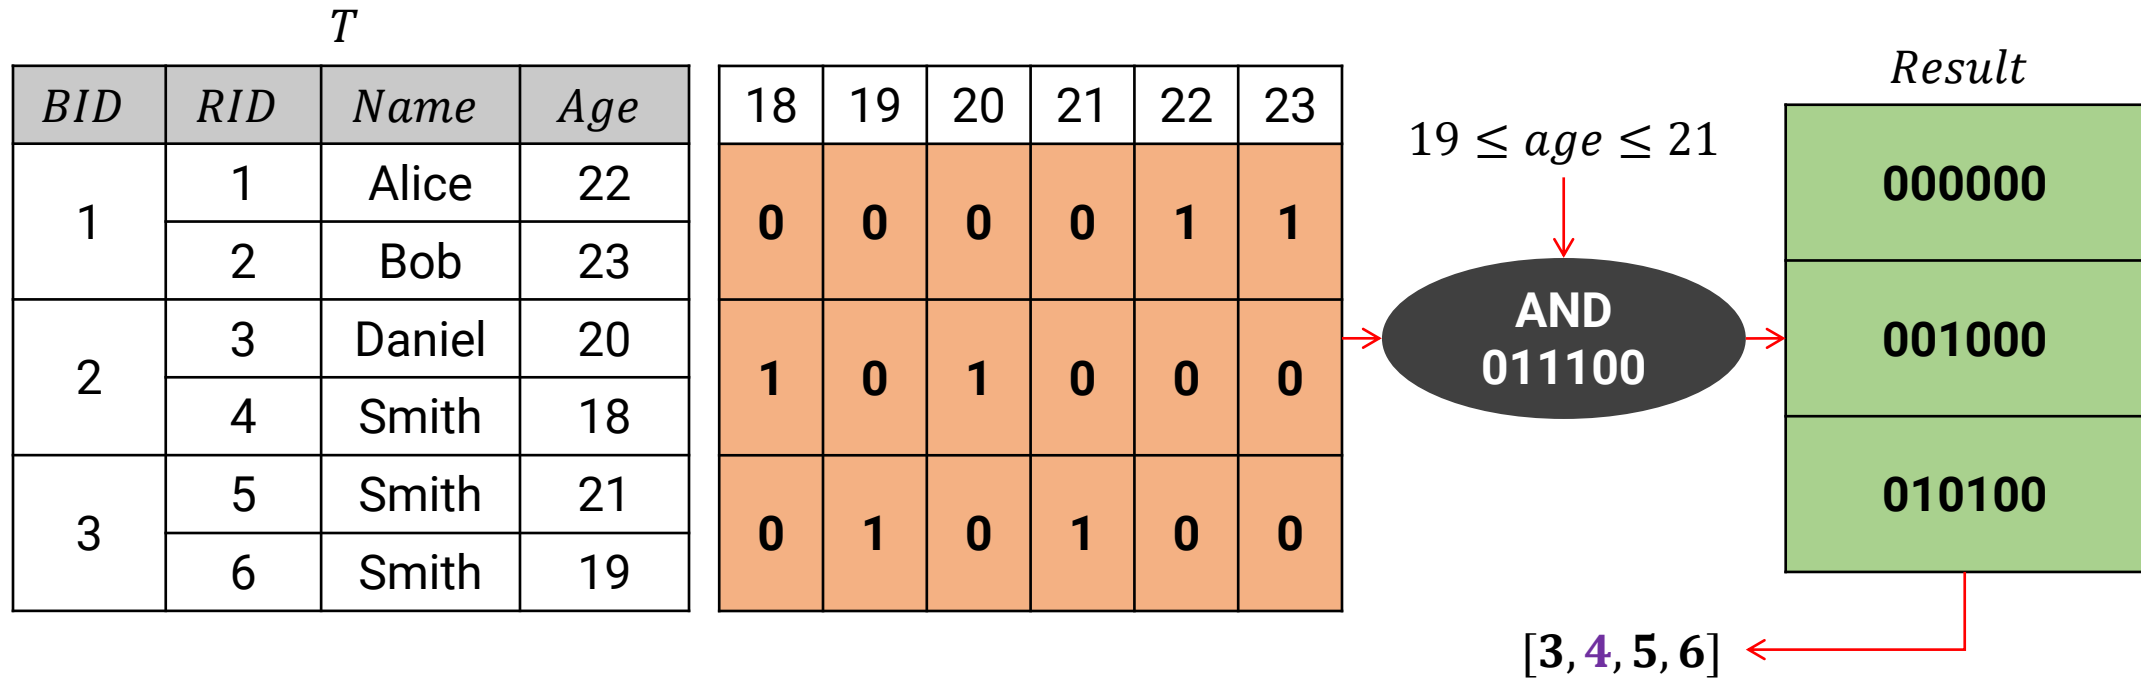 T
BID RID Name Age
1
1 Alice 22
2 Bob 23
2
3 Daniel 20
4 Smith 18
3
5 Smith 21
6 Smith 19
18 19 20 21 22 23
0 0 0 0 1 1
1 0 1 0 0 0
0 1 0 1 0 0
19 ≤ age ≤ 21
AND
011100
Result
000000
001000
010100
[3, 4, 5, 6]